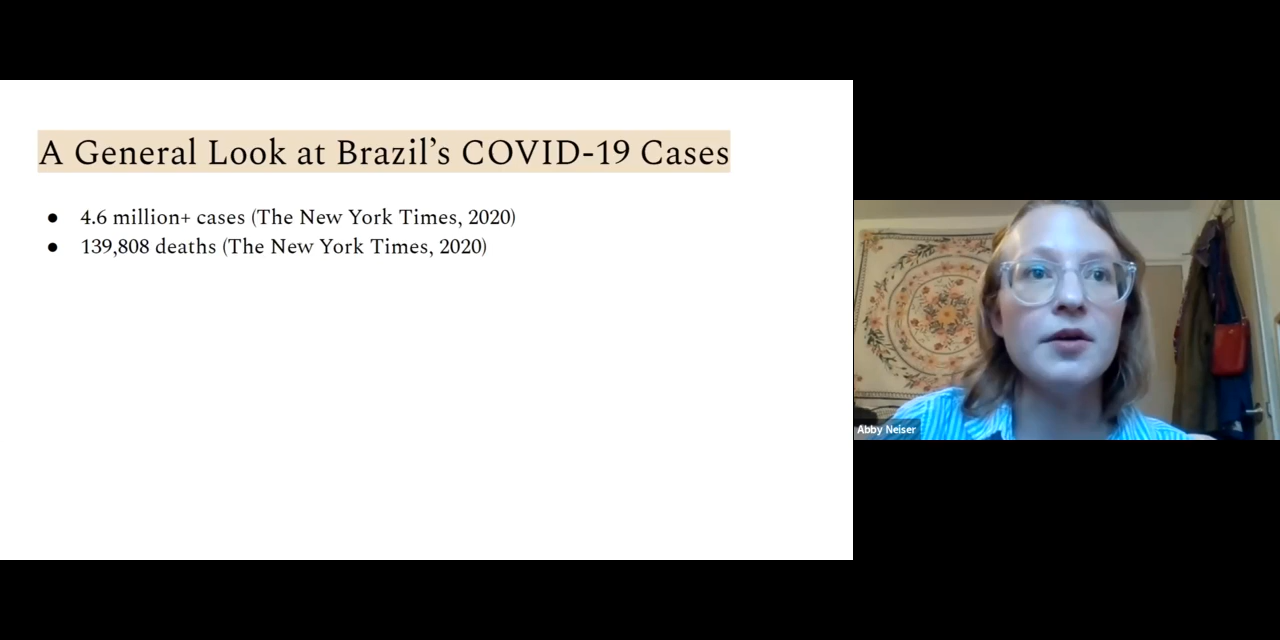 A General Look at Brazil’s COVID-19 Cases
● 4.6 million+ cases (The New York Times, 2020)
● 139,808 deaths (The New York Times, 2020)
Abby Neiser